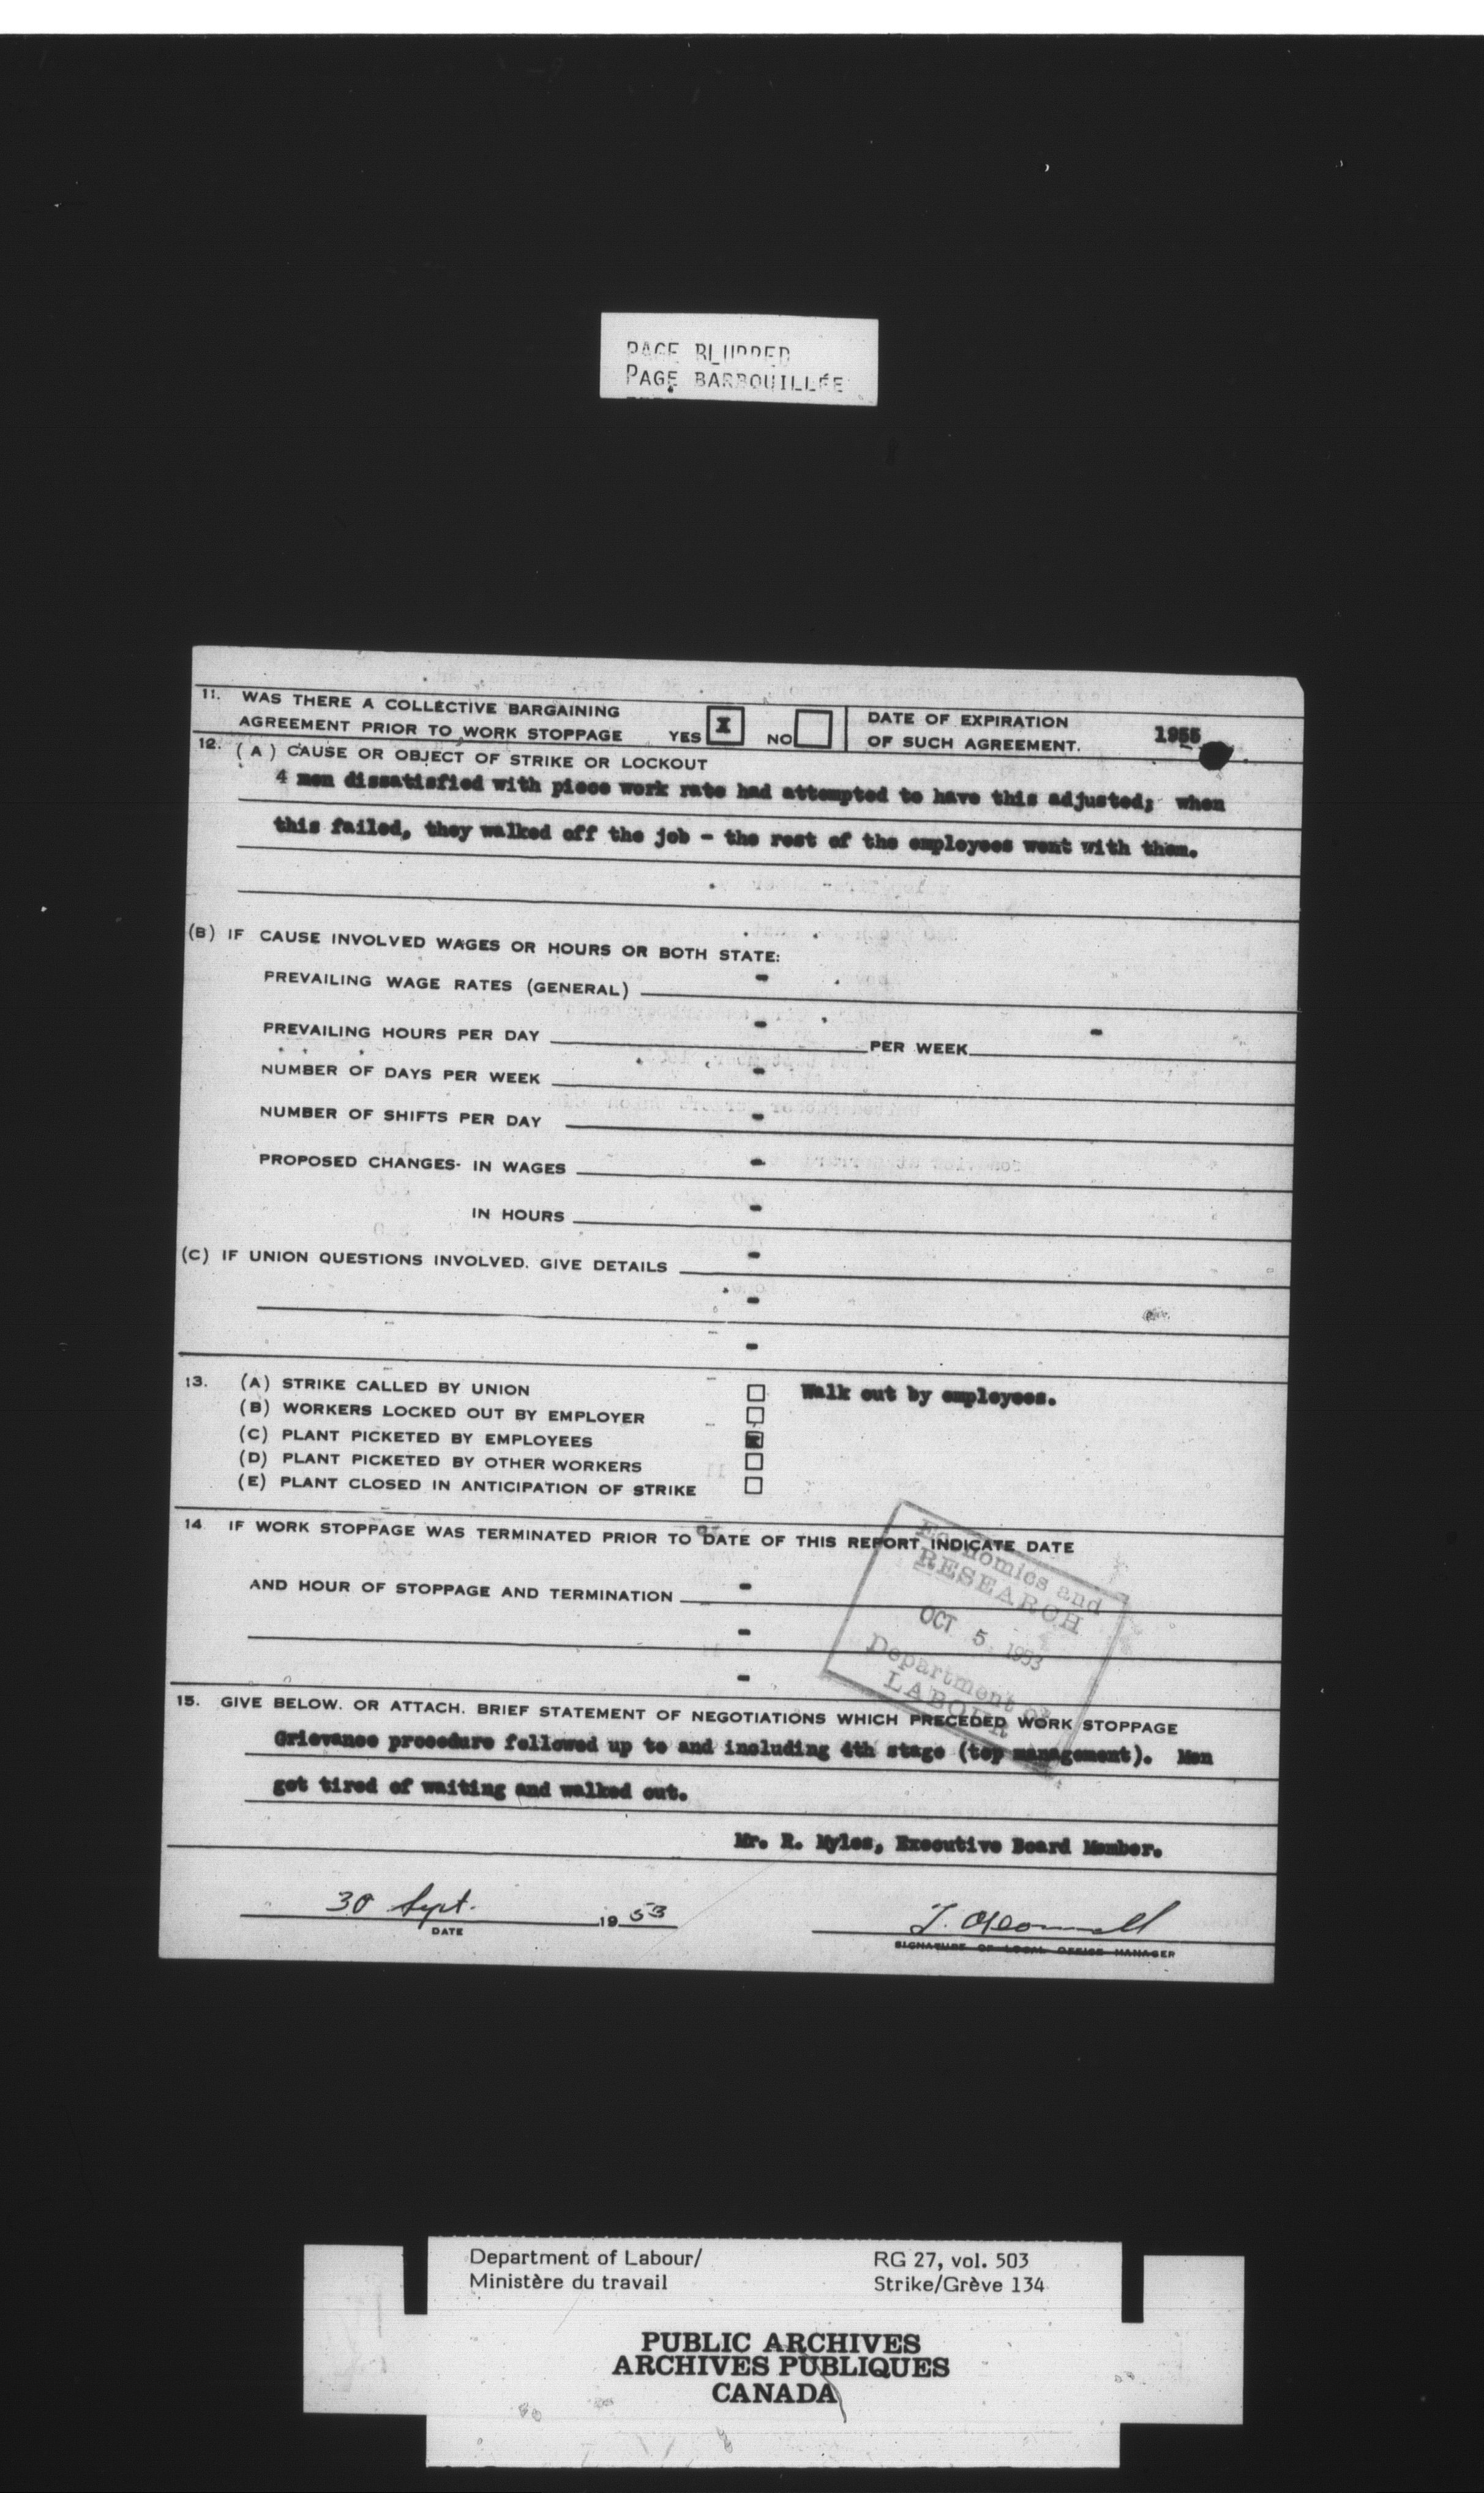 PAGE BLURRED
PAGE BARBOUILLÉE
11. WAS THERE A COLLECTIVE BARGAINING
AGREEMENT PRIOR TO WORK STOPPAGE YES X NO
DATE OF EXPIRATION
OF SUCH AGREEMENT. 1955
12. (A) CAUSE OR OBJECT OF STRIKE OR LOCKOUT
4 men dissatisfied with piece work rate had attempted to have this adjusted; when
this failed, they walked off the job - the rest of the employees went with them.
(B) IF CAUSE INVOLVED WAGES OR HOURS OR BOTH STATE:
PREVAILING WAGE RATES (GENERAL) -
PREVAILING HOURS PER DAY - PER WEEK -
NUMBER OF DAYS PER WEEK -
NUMBER OF SHIFTS PER DAY -
PROPOSED CHANGES- IN WAGES -
IN HOURS -
(C) IF UNION QUESTIONS INVOLVED. GIVE DETAILS -
-
-
13. (A) STRIKE CALLED BY UNION Walk out by employees.
(B) WORKERS LOCKED OUT BY EMPLOYER
(C) PLANT PICKETED BY EMPLOYEES X
(D) PLANT PICKETED BY OTHER WORKERS
(E) PLANT CLOSED IN ANTICIPATION OF STRIKE
14 IF WORK STOPPAGE WAS TERMINATED PRIOR TO DATE OF THIS REPORT INDICATE DATE
AND HOUR OF STOPPAGE AND TERMINATION -
-
-
Economics and
RESEARCH
OCT 5 1953
Department of
LABOUR
15. GIVE BELOW. OR ATTACH. BRIEF STATEMENT OF NEGOTIATIONS WHICH PRECEDED WORK STOPPAGE
Grievance procedure followed up to and including 4th stage (top management). Men
got tired of waiting and walked out.
Mr. R. Myles, Executive Board Member.
30 Sept. 19 53
DATE
SIGNATURE OF LOCAL OFFICE MANAGER
Department of Labour/
Ministère du travail
RG 27, vol. 503
Strike/Grève 134
PUBLIC ARCHIVES
ARCHIVES PUBLIQUES
CANADA